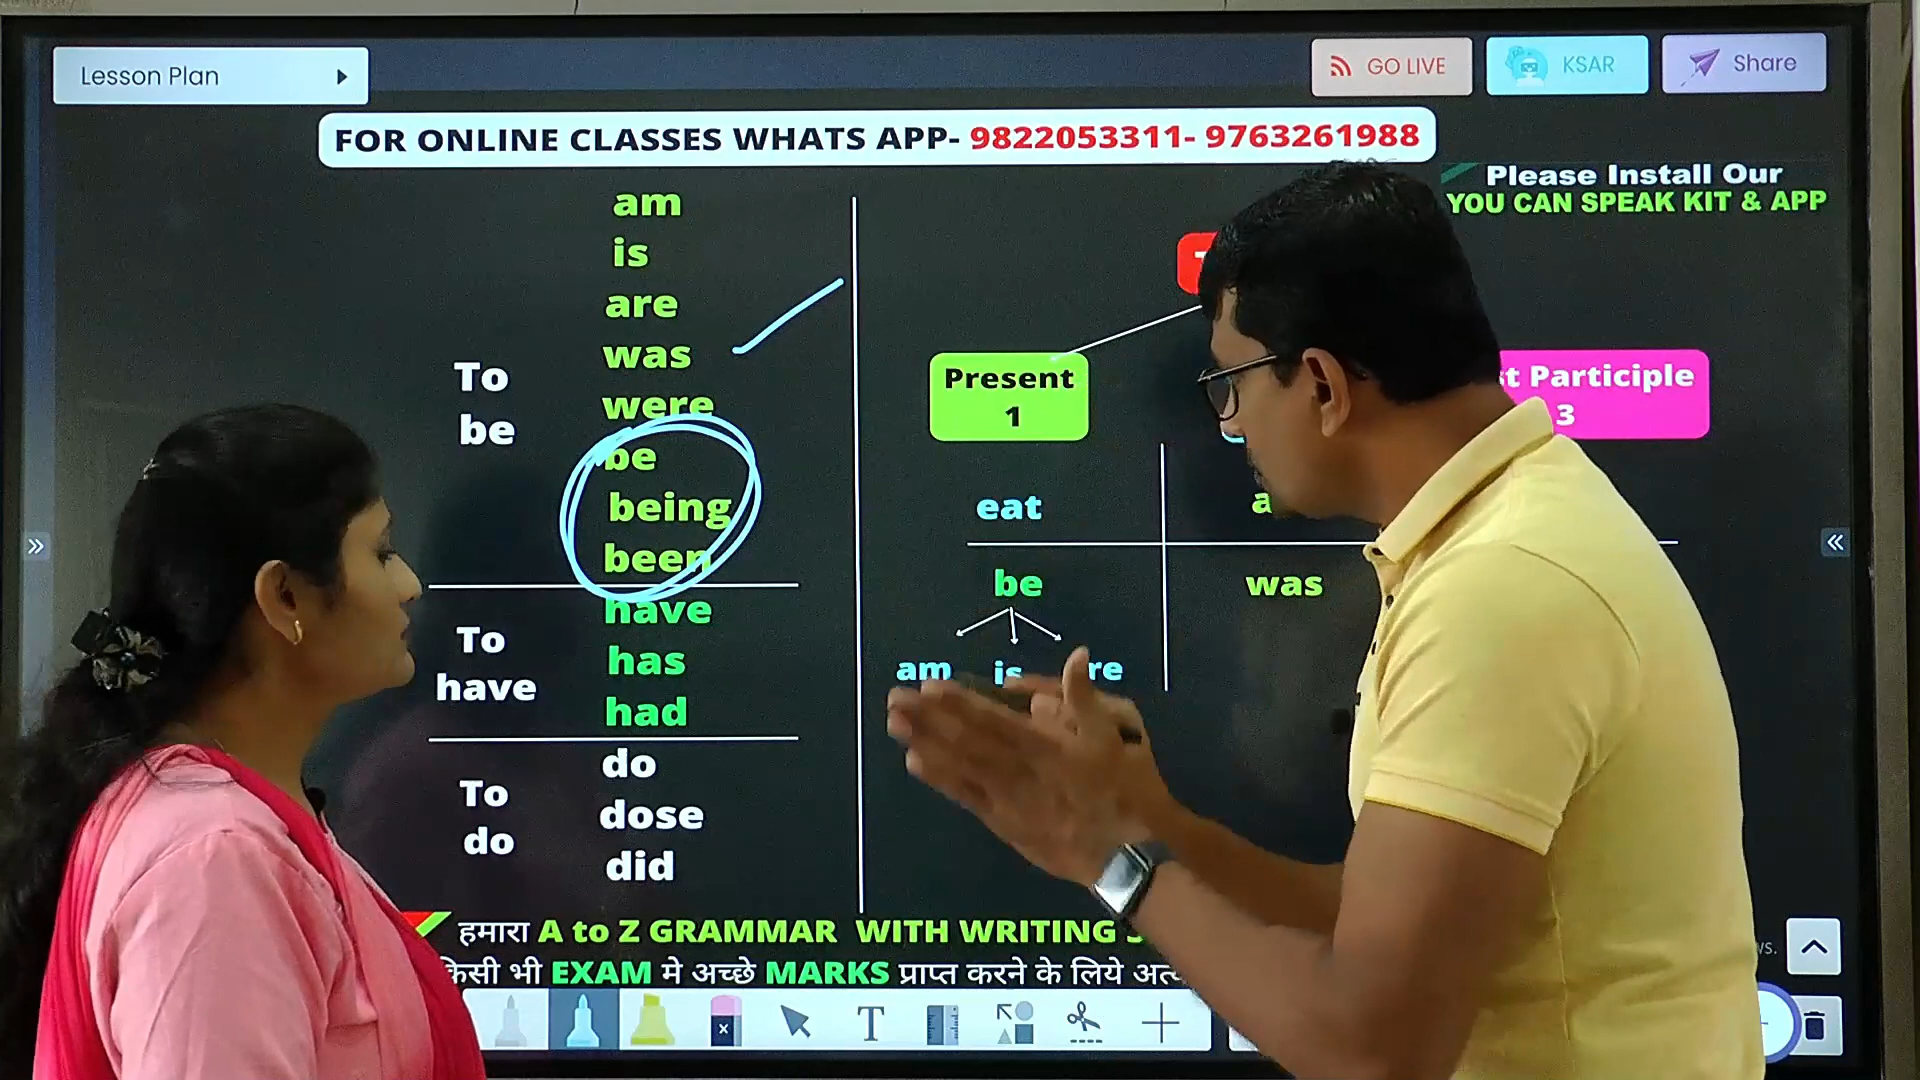 Lesson Plan
GO LIVE
KSAR
Share
FOR ONLINE CLASSES WHATS APP- 9822053311- 9763261988
Please Install Our
YOU CAN SPEAK KIT & APP
am
is
are
was
were
be
being
been
To
be
have
has
had
To
have
do
dose
did
To
do
Present
1
Participle
3
eat
be
was
am is
हमारा A to Z GRAMMAR WITH WRITING
किसी भी EXAM मे अच्छे MARKS प्राप्त करने के लिये
T